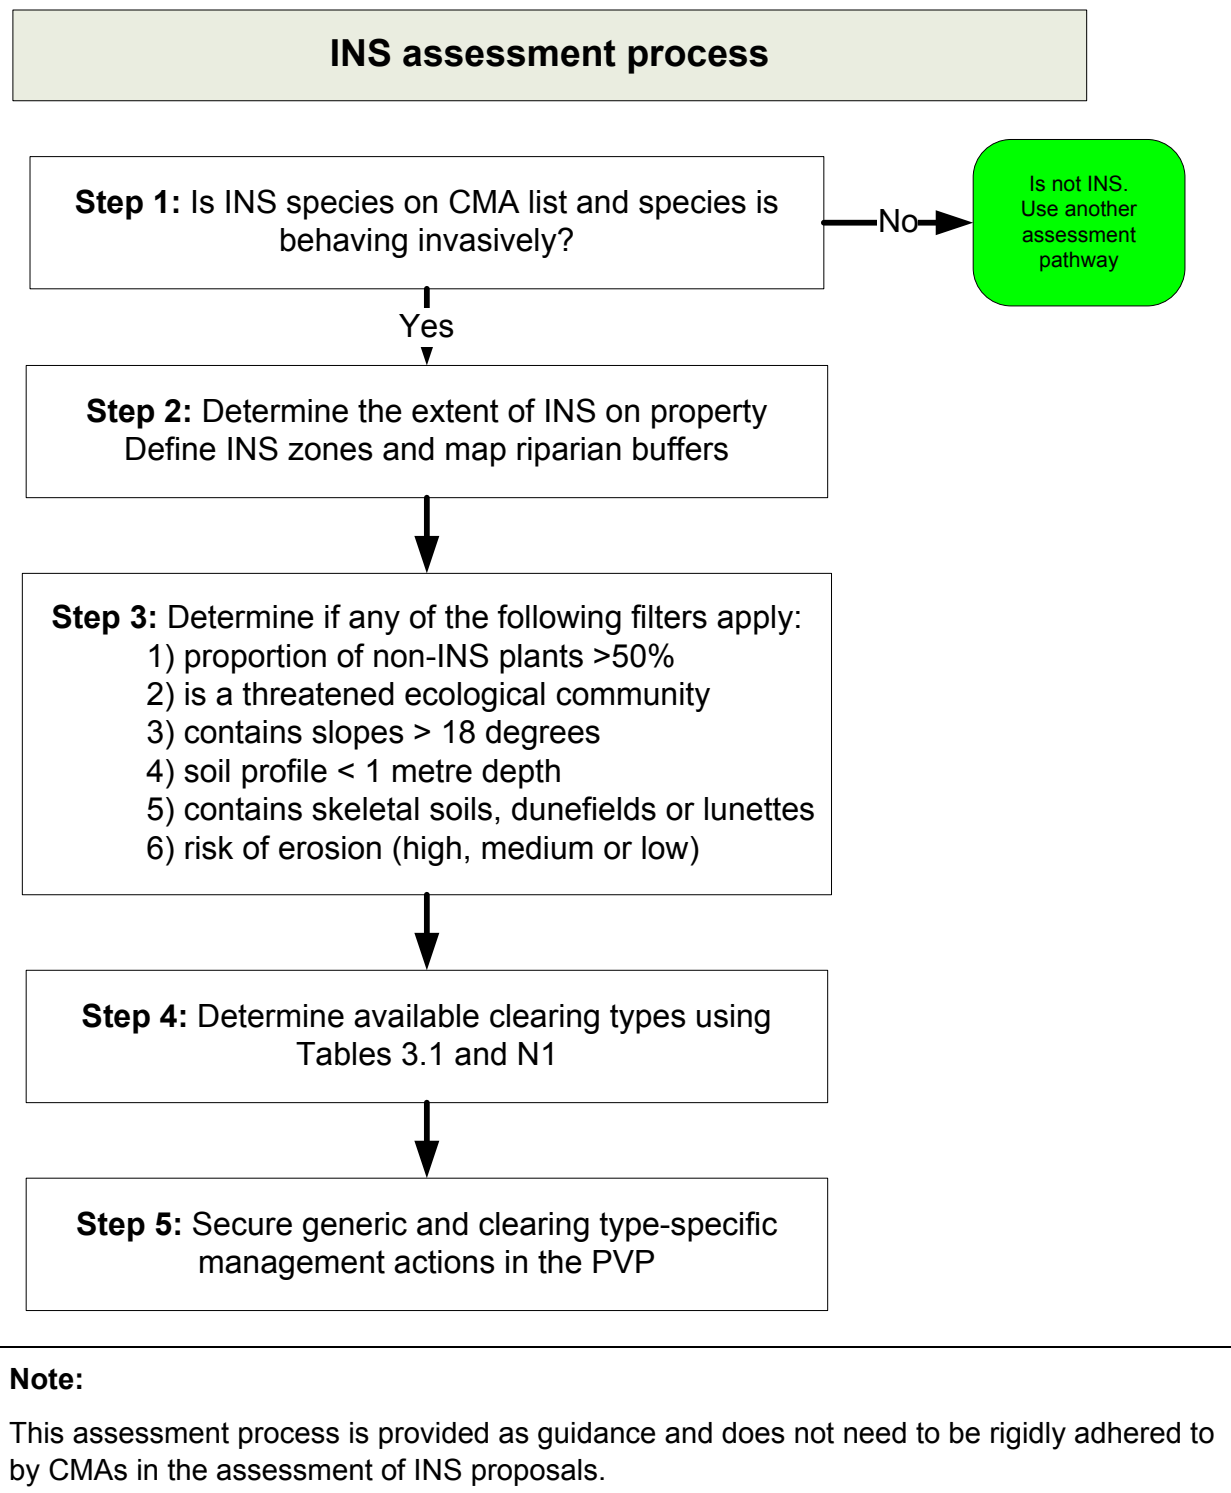 INS assessment process
Step 1: Is INS species on CMA list and species is
behaving invasively?
No
Is not INS.
Use another
assessment
pathway
Yes
Step 2: Determine the extent of INS on property
Define INS zones and map riparian buffers
Step 3: Determine if any of the following filters apply:
1) proportion of non-INS plants >50%
2) is a threatened ecological community
3) contains slopes > 18 degrees
4) soil profile < 1 metre depth
5) contains skeletal soils, dunefields or lunettes
6) risk of erosion (high, medium or low)
Step 4: Determine available clearing types using
Tables 3.1 and N1
Step 5: Secure generic and clearing type-specific
management actions in the PVP
Note:
This assessment process is provided as guidance and does not need to be rigidly adhered to
by CMAs in the assessment of INS proposals.